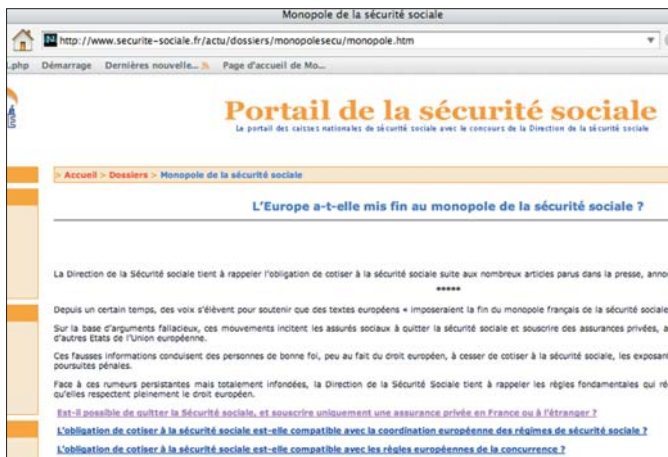 Monopole de la sécurité sociale
http://www.securite-sociale.fr/actu/dossiers/monopolesecu/monopole.htm
.php Démarrage Dernières nouvelle... Page d'accueil de Mo...
Portail de la sécurité sociale
Le portail des caisses nationales de sécurité sociale avec le concours de la Direction de la sécurité sociale
> Accueil > Dossiers > Monopole de la sécurité sociale
L'Europe a-t-elle mis fin au monopole de la sécurité sociale ?
La Direction de la Sécurité sociale tient à rappeler l'obligation de cotiser à la sécurité sociale suite aux nombreux articles parus dans la presse, anno
*****
Depuis un certain temps, des voix s'élèvent pour soutenir que des textes européens « imposeraient la fin du monopole français de la sécurité sociale
Sur la base d'arguments fallacieux, ces mouvements incitent les assurés sociaux à quitter la sécurité sociale et souscrire des assurances privées, a
d'autres Etats de l'Union européenne.
Ces fausses informations conduisent des personnes de bonne foi, peu au fait du droit européen, à cesser de cotiser à la sécurité sociale, les exposan
poursuites pénales.
Face à ces rumeurs persistantes mais totalement infondées, la Direction de la Sécurité Sociale tient à rappeler les règles fondamentales qui ré
qu'elles respectent pleinement le droit européen.
Est-il possible de quitter la Sécurité sociale, et souscrire uniquement une assurance privée en France ou à l'étranger ?
L'obligation de cotiser à la sécurité sociale est-elle compatible avec la coordination européenne des régimes de sécurité sociale ?
L'obligation de cotiser à la sécurité sociale est-elle compatible avec les règles européennes de la concurrence ?